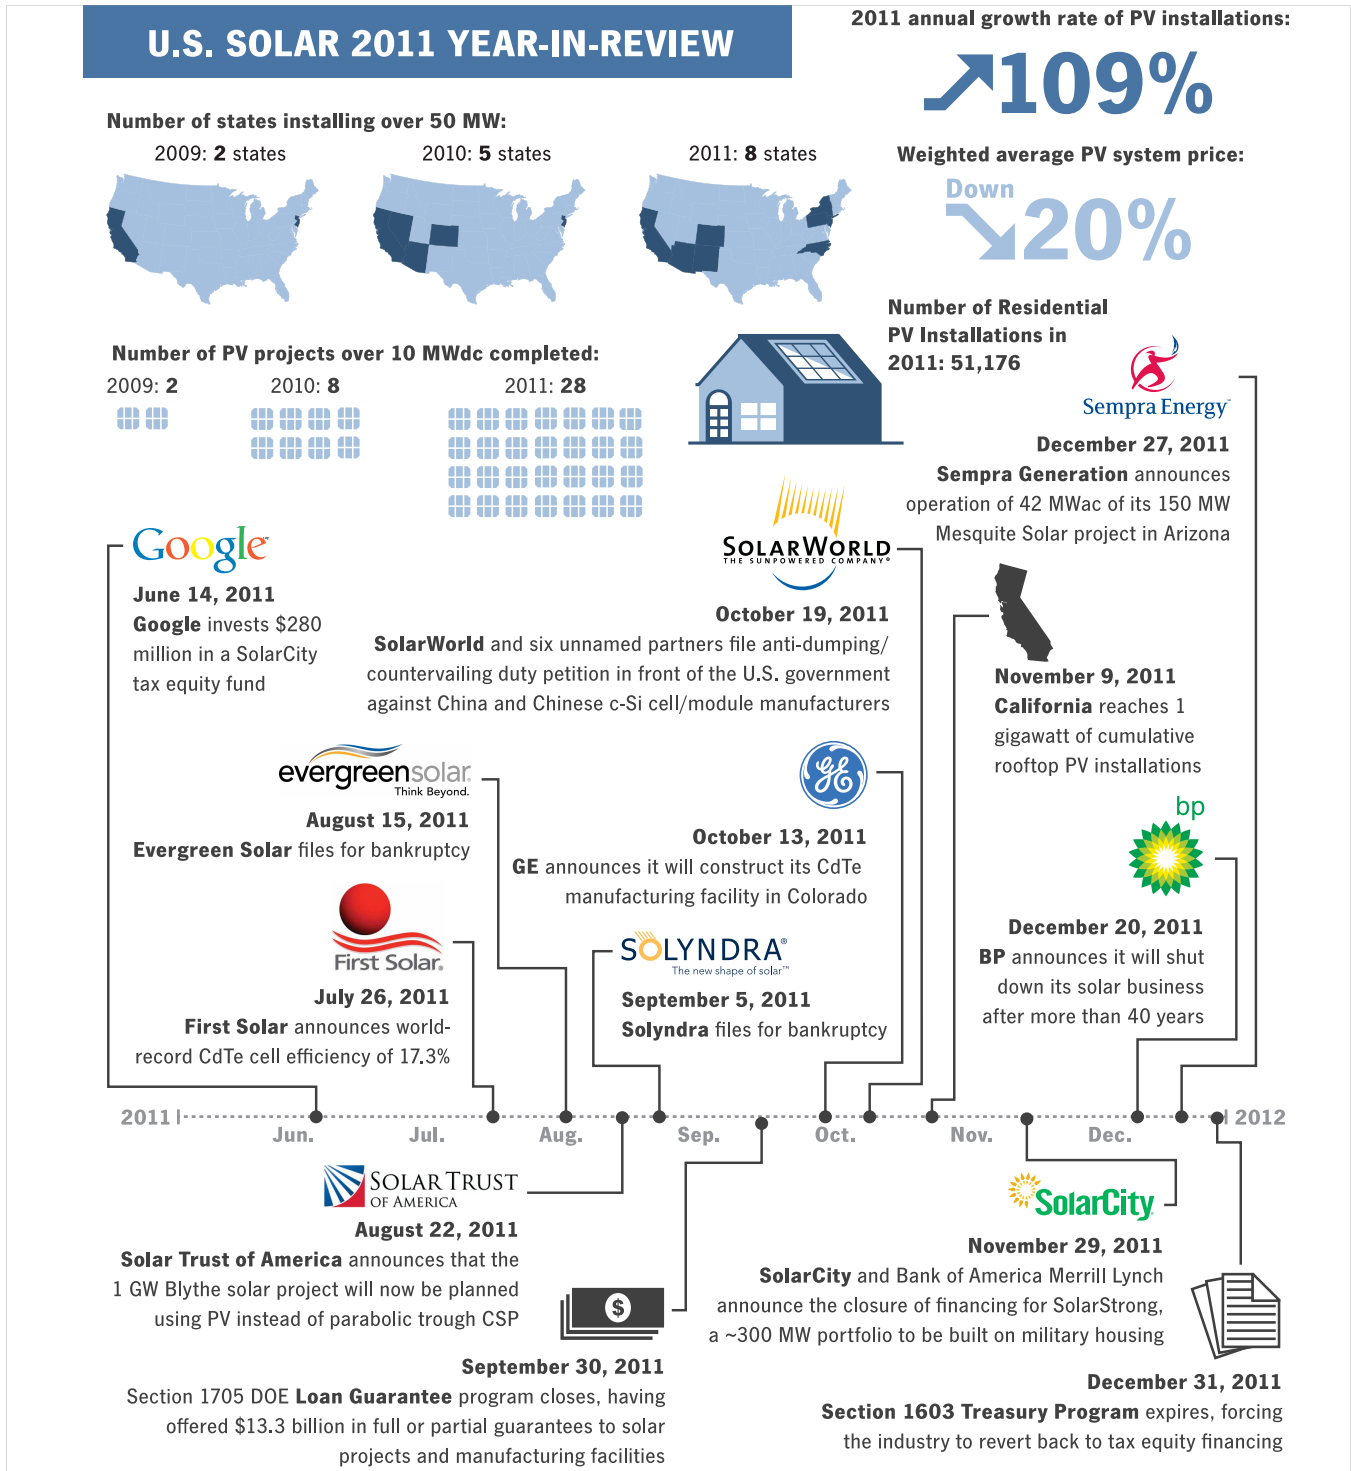 U.S. SOLAR 2011 YEAR-IN-REVIEW
2011 annual growth rate of PV installations:
109%
Number of states installing over 50 MW:
2009: 2 states
2010: 5 states
2011: 8 states
Weighted average PV system price:
Down
20%
Number of Residential
PV Installations in
2011: 51,176
Number of PV projects over 10 MWdc completed:
2009: 2
2010: 8
2011: 28
Sempra Energy™
December 27, 2011
Sempra Generation announces
operation of 42 MWac of its 150 MW
Mesquite Solar project in Arizona
Google™
June 14, 2011
Google invests $280
million in a SolarCity
tax equity fund
SOLARWORLD
THE SUNPOWERED COMPANY®
October 19, 2011
SolarWorld and six unnamed partners file anti-dumping/
countervailing duty petition in front of the U.S. government
against China and Chinese c-Si cell/module manufacturers
November 9, 2011
California reaches 1
gigawatt of cumulative
rooftop PV installations
evergreensolar.
Think Beyond.
August 15, 2011
Evergreen Solar files for bankruptcy
GE
October 13, 2011
GE announces it will construct its CdTe
manufacturing facility in Colorado
bp
December 20, 2011
BP announces it will shut
down its solar business
after more than 40 years
First Solar.
July 26, 2011
First Solar announces world-
record CdTe cell efficiency of 17.3%
SOLYNDRA®
The new shape of solar™
September 5, 2011
Solyndra files for bankruptcy
2011
Jun.
Jul.
Aug.
Sep.
Oct.
Nov.
Dec.
2012
SOLAR TRUST
OF AMERICA
August 22, 2011
Solar Trust of America announces that the
1 GW Blythe solar project will now be planned
using PV instead of parabolic trough CSP
$
September 30, 2011
Section 1705 DOE Loan Guarantee program closes, having
offered $13.3 billion in full or partial guarantees to solar
projects and manufacturing facilities
SolarCity
November 29, 2011
SolarCity and Bank of America Merrill Lynch
announce the closure of financing for SolarStrong,
a ~300 MW portfolio to be built on military housing
December 31, 2011
Section 1603 Treasury Program expires, forcing
the industry to revert back to tax equity financing